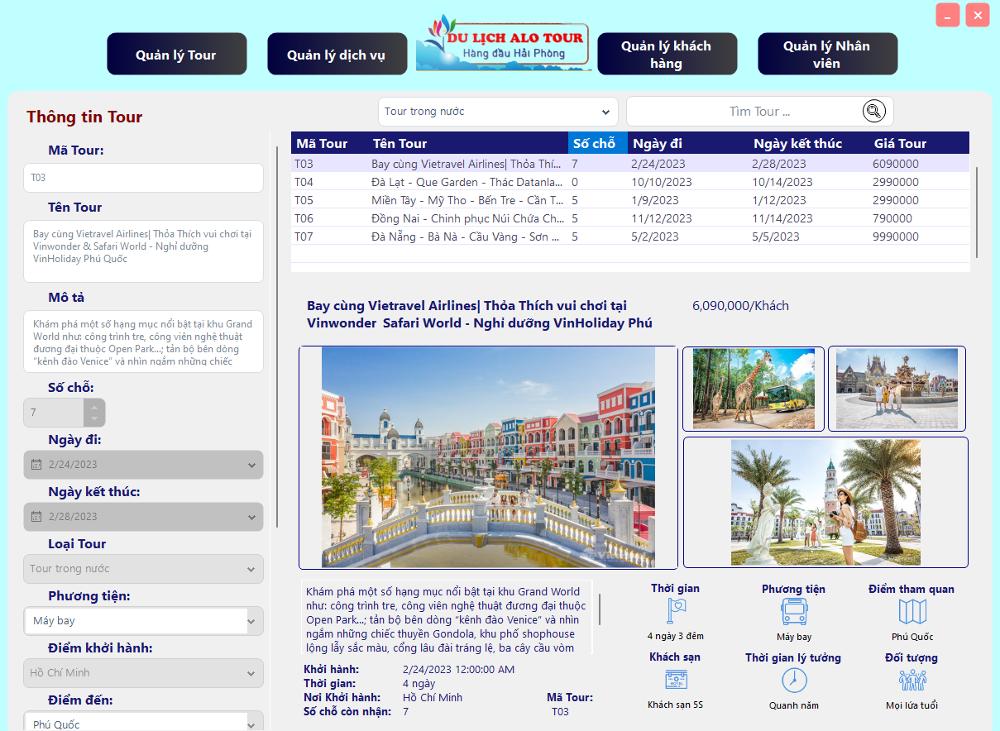 DU LỊCH ALO TOUR
Hàng đầu Hải Phòng
Quản lý Tour
Quản lý dịch vụ
Quản lý khách
hàng
Quản lý Nhân
viên
Thông tin Tour
Mã Tour:
T03
Tên Tour
Bay cùng Vietravel Airlines| Thỏa Thích vui chơi tại
Vinwonder & Safari World - Nghỉ dưỡng
VinHoliday Phú Quốc
Mô tả
Khám phá một số hạng mục nổi bật tại khu Grand
World như: công trình tre, công viên nghệ thuật
đương đại thuộc Open Park...; tản bộ bên dòng
“kênh đào Venice” và nhìn ngắm những chiếc
Số chỗ:
7
Ngày đi:
2/24/2023
Ngày kết thúc:
2/28/2023
Loại Tour
Tour trong nước
Phương tiện:
Máy bay
Điểm khởi hành:
Hồ Chí Minh
Điểm đến:
Phú Quốc
Tour trong nước
Tìm Tour ...
Mã Tour Tên Tour Số chỗ Ngày đi Ngày kết thúc Giá Tour
T03 Bay cùng Vietravel Airlines| Thỏa Thí... 7 2/24/2023 2/28/2023 6090000
T04 Đà Lạt - Que Garden - Thác Datanla... 0 10/10/2023 10/14/2023 2990000
T05 Miền Tây - Mỹ Tho - Bến Tre - Cần T... 5 1/9/2023 1/12/2023 2990000
T06 Đồng Nai - Chinh phục Núi Chứa Ch... 5 11/12/2023 11/14/2023 790000
T07 Đà Nẵng - Bà Nà - Cầu Vàng - Sơn ... 5 5/2/2023 5/5/2023 9990000
Bay cùng Vietravel Airlines| Thỏa Thích vui chơi tại
Vinwonder  Safari World - Nghỉ dưỡng VinHoliday Phú
6,090,000/Khách
Khám phá một số hạng mục nổi bật tại khu Grand World
như: công trình tre, công viên nghệ thuật đương đại thuộc
Open Park...; tản bộ bên dòng “kênh đào Venice” và nhìn
ngắm những chiếc thuyền Gondola, khu phố shophouse
lộng lẫy sắc màu, cổng lâu đài tráng lệ, ba cây cầu vòm
Khởi hành: 2/24/2023 12:00:00 AM
Thời gian: 4 ngày
Nơi Khởi hành: Hồ Chí Minh
Số chỗ còn nhận: 7
Mã Tour:
T03
Thời gian
4 ngày 3 đêm
Phương tiện
Máy bay
Điểm tham quan
Phú Quốc
Khách sạn
HOTEL
Khách sạn 5S
Thời gian lý tưởng
Quanh năm
Đối tượng
Mọi lứa tuổi